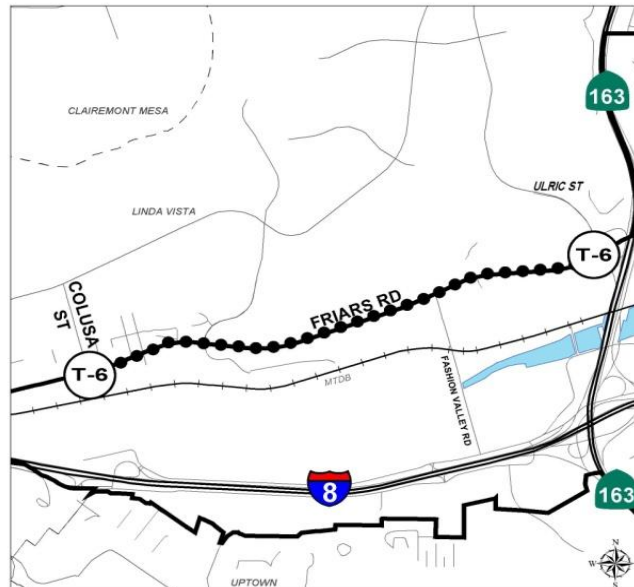 163
CLAIREMONT MESA
ULRIC ST
LINDA VISTA
T-6
COLUSA
ST
FRIARS RD
T-6
MTDB
FASHION VALLEY RD
8
163
UPTOWN
N
W
E
S